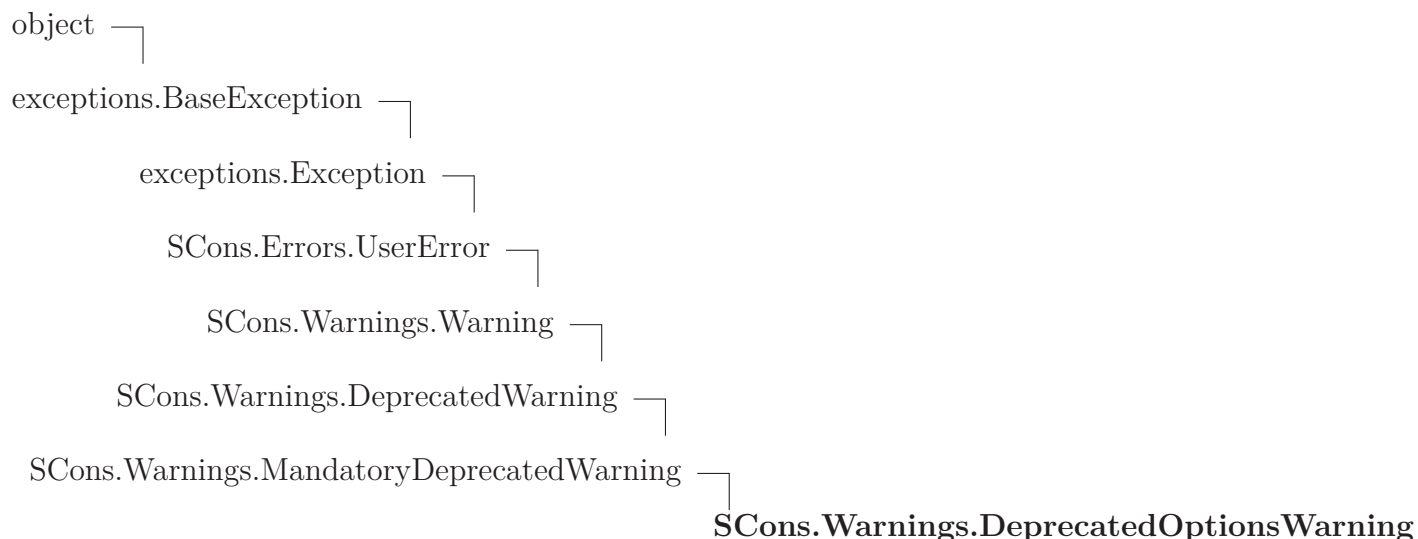 object
exceptions.BaseException
exceptions.Exception
SCons.Errors.UserError
SCons.Warnings.Warning
SCons.Warnings.DeprecatedWarning
SCons.Warnings.MandatoryDeprecatedWarning
SCons.Warnings.DeprecatedOptionsWarning